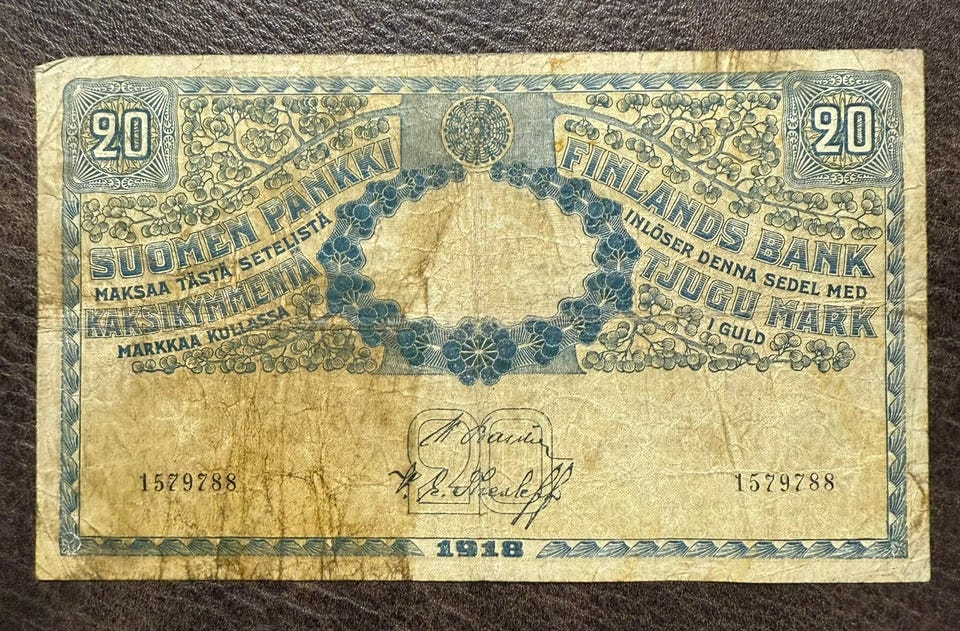 20
20
SUOMEN PANKKI
MAKSAA TÄSTÄ SETELISTÄ
KAKSIKYMMENTÄ
MARKKAA KULLASSA
FINLANDS BANK
INLÖSER DENNA SEDEL MED
TJUGU MARK
I GULD
20
1579788
1579788
1918